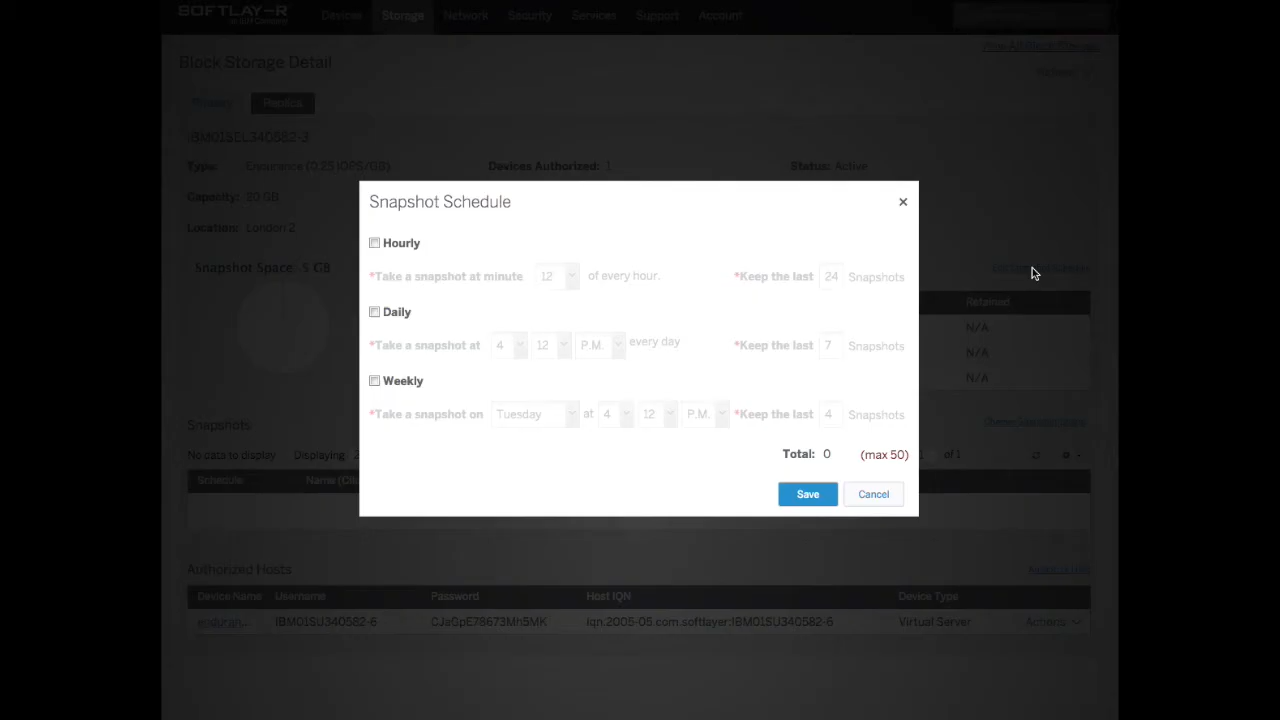 SOFTLAYER
an IBM Company
Devices Storage Network Security Services Support Account
Block Storage Detail
Replica
IBM01SEL340582-3
Type: Endurance (0.25 IOPS/GB) Devices Authorized: 1 Status: Active
Capacity: 20 GB
Location: London 2
Snapshot Space: 5 GB
Retained
N/A
N/A
N/A
Snapshot Schedule ×
Hourly
*Take a snapshot at minute 12 of every hour. *Keep the last 24 Snapshots
Daily
*Take a snapshot at 4 12 P.M. every day *Keep the last 7 Snapshots
Weekly
*Take a snapshot on Tuesday at 4 12 P.M. *Keep the last 4 Snapshots
Total: 0 (max 50)
Save Cancel
Snapshots
No data to display Displaying of 1
Schedule Name
Authorized Hosts
Device Name Username Password Host IQN Device Type
IBM01SU340582-6 iqn.2005-05.com.softlayer:IBM01SU340582-6 Virtual Server Actions